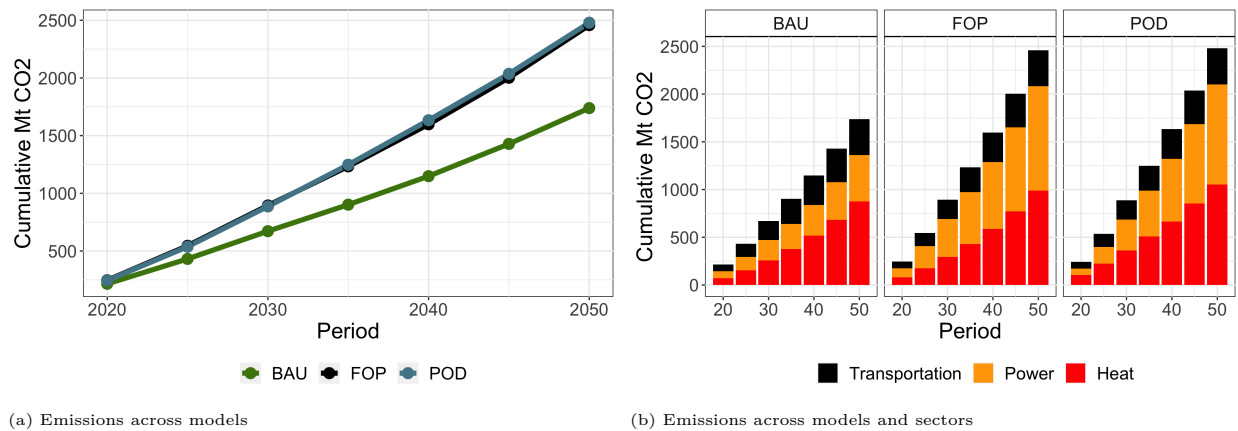 Cumulative Mt CO2
2500
2000
1500
1000
500
2020 2030 2040 2050
Period
BAU FOP POD
(a) Emissions across models
BAU FOP POD
Cumulative Mt CO2
2500
2000
1500
1000
500
0
20 30 40 50 20 30 40 50 20 30 40 50
Period
Transportation Power Heat
(b) Emissions across models and sectors